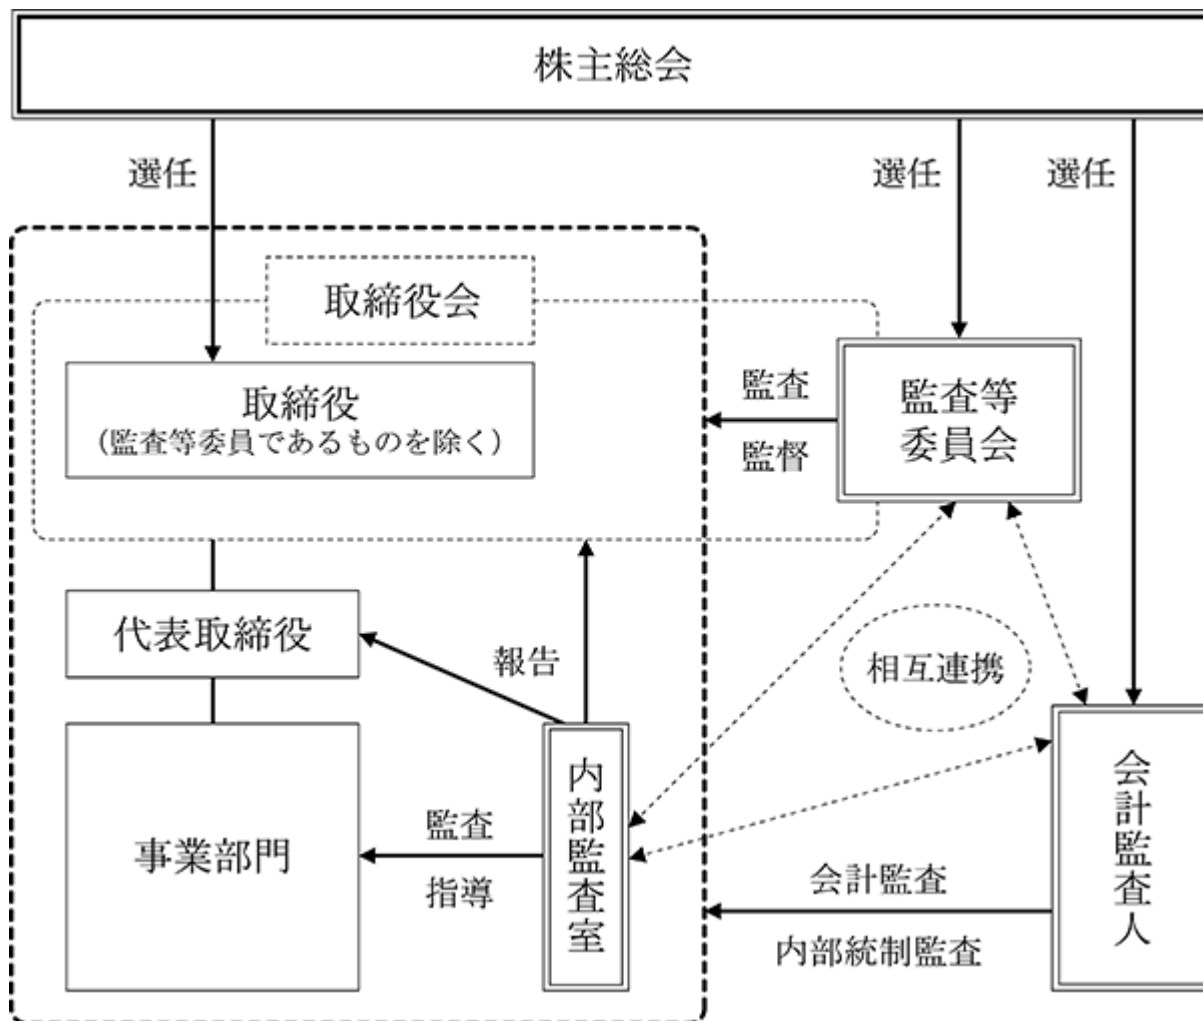 株主総会
選任
選任
選任
取締役会
取締役
（監査等委員であるものを除く）
監査
監督
監査等
委員会
代表取締役
報告
相互連携
事業部門
監査
指導
内部監査室
会計監査
内部統制監査
会計監査人